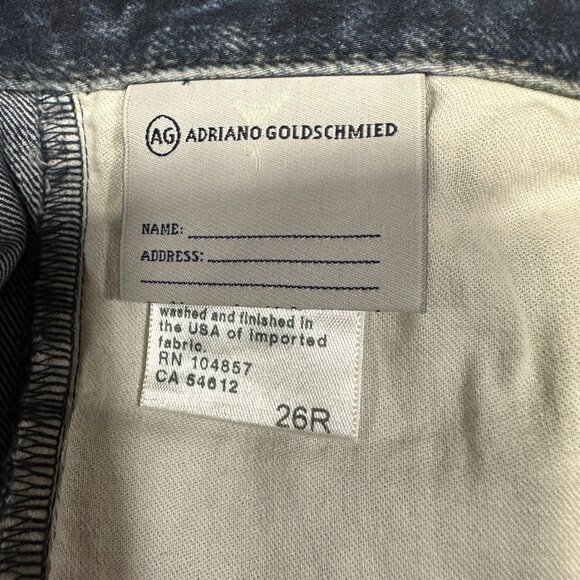 AG ADRIANO GOLDSCHMIED
NAME:
ADDRESS:
washed and finished in
the USA of imported
fabric.
RN 104857
CA 54612
26R